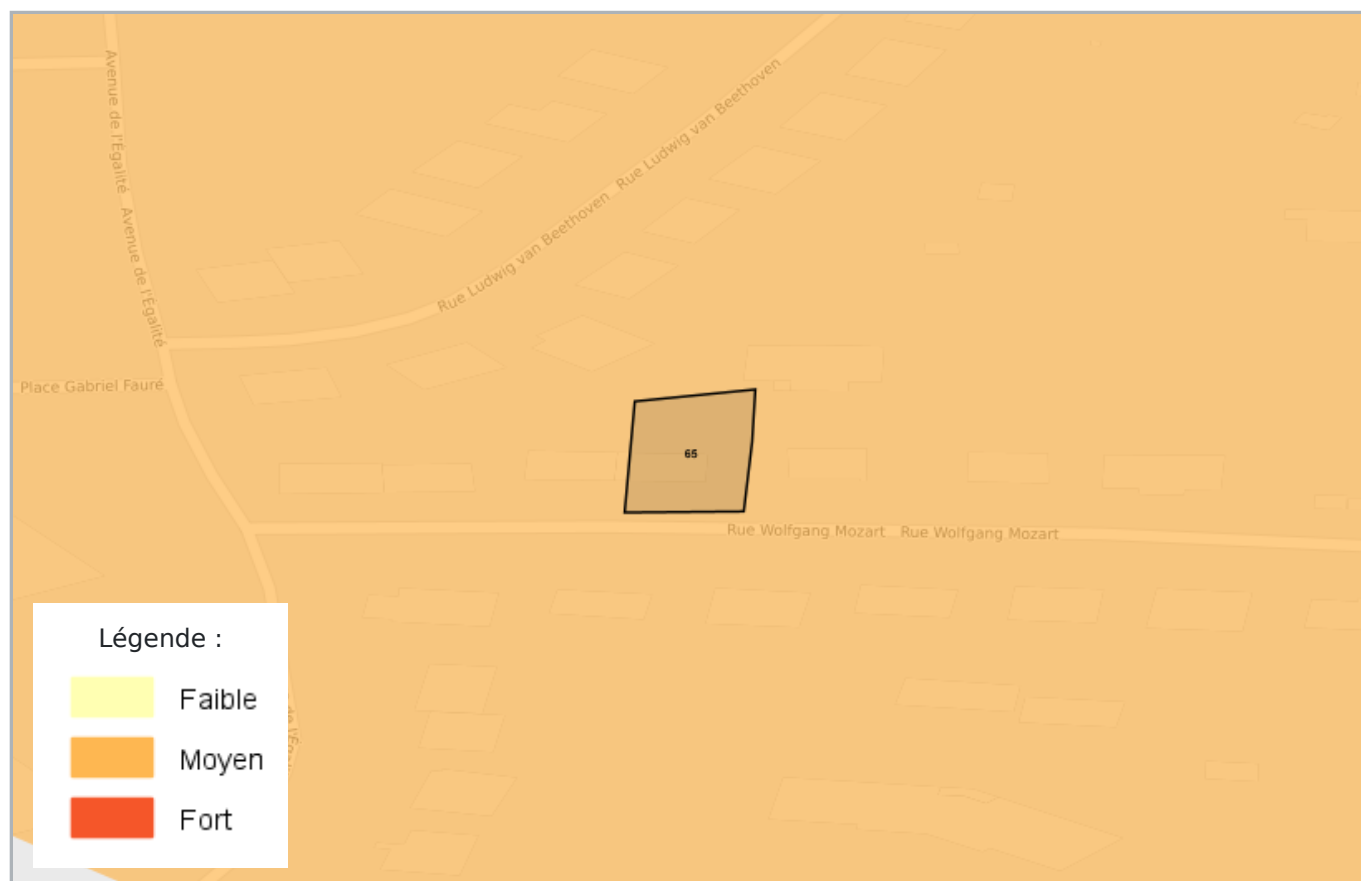 Avenue de l'Égalité
Avenue de l'Égalité
Rue Ludwig van Beethoven
Rue Ludwig van Beethoven
Place Gabriel Fauré
65
Rue Wolfgang Mozart
Rue Wolfgang Mozart
Légende :
Faible
Moyen
Fort